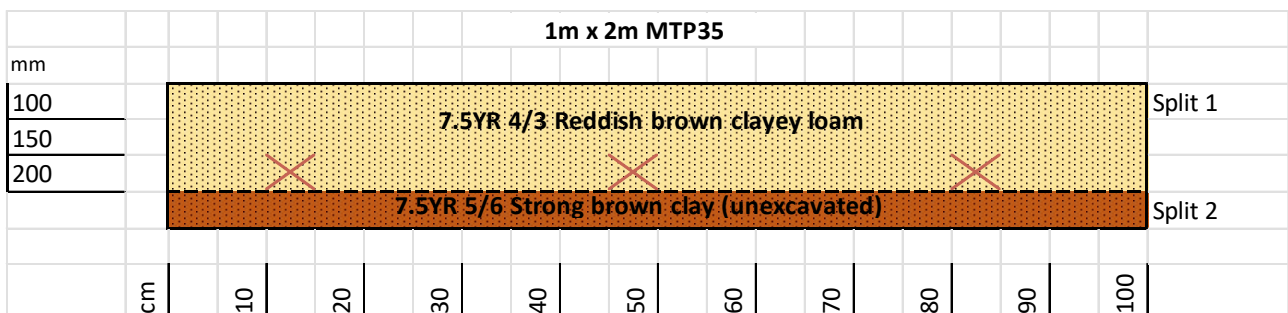 1m x 2m MTP35
mm
100
Split 1
7.5YR 4/3 Reddish brown clayey loam
150
200
7.5YR 5/6 Strong brown clay (unexcavated)
Split 2
cm 10 20 30 40 50 60 70 80 90 100